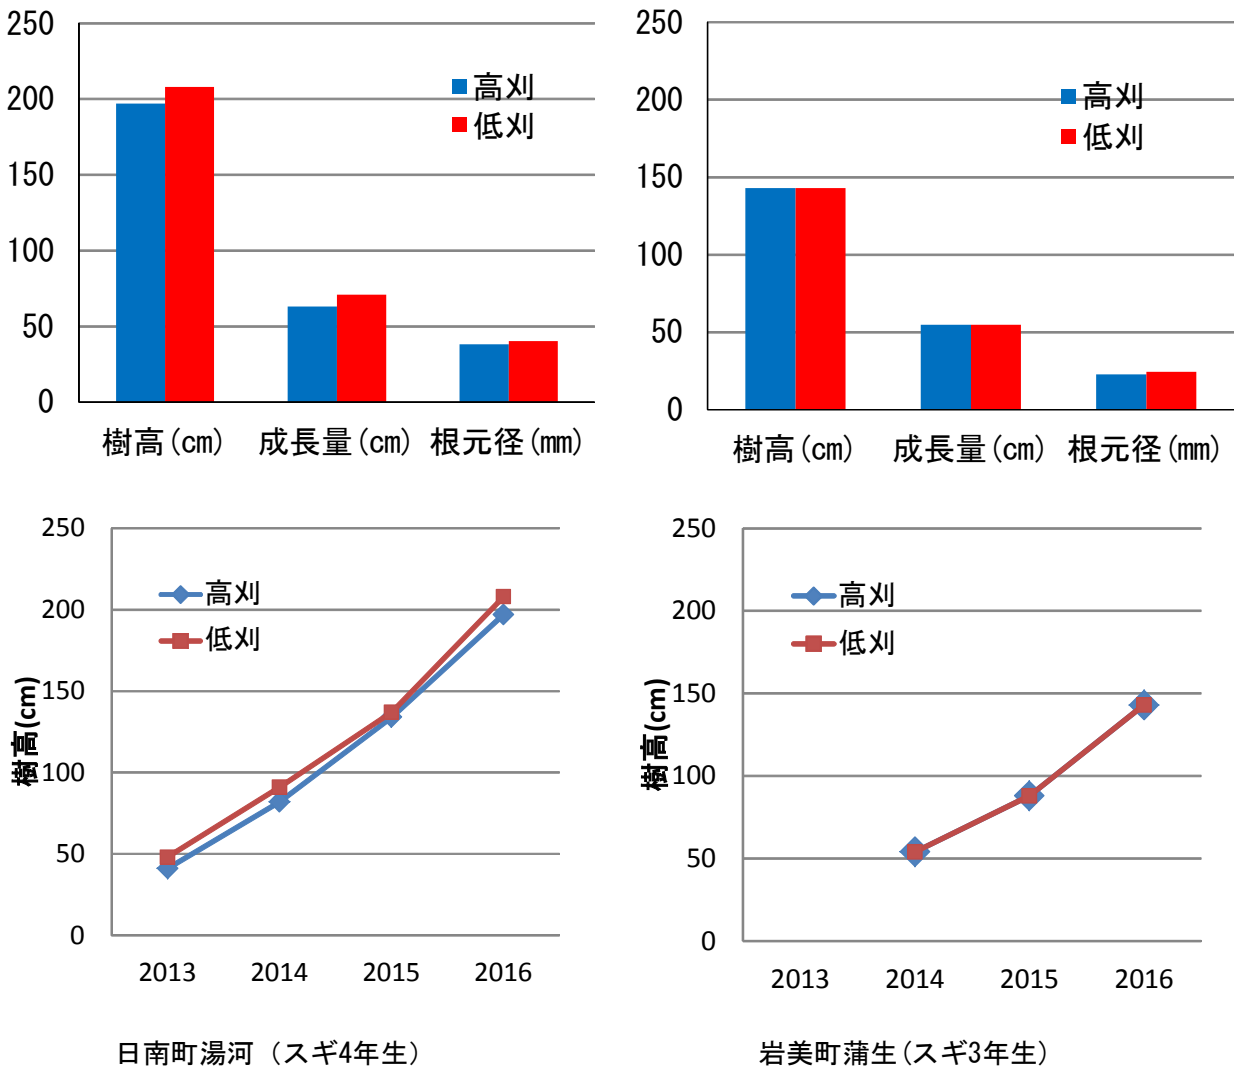 250
200
150
100
50
0
高刈
低刈
樹高(㎝)
成長量(㎝)
根元径(㎜)
250
200
150
100
50
0
高刈
低刈
樹高(㎝)
成長量(㎝)
根元径(㎜)
250
200
150
100
50
0
樹高(cm)
高刈
低刈
2013
2014
2015
2016
日南町湯河 (スギ4年生)
250
200
150
100
50
0
樹高(cm)
高刈
低刈
2013
2014
2015
2016
岩美町蒲生(スギ3年生)